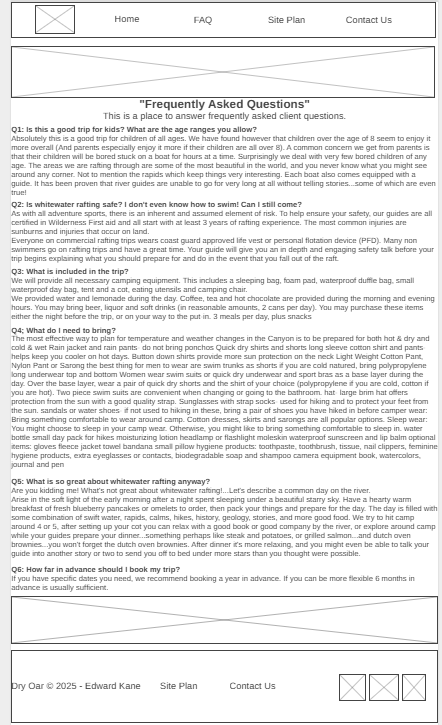 Home FAQ Site Plan Contact Us
"Frequently Asked Questions"
This is a place to answer frequently asked client questions.
Q1: Is this a good trip for kids? What are the age ranges you allow?
Absolutely this is a good trip for children of all ages. We have found however that children over the age of 8 seem to enjoy it
more overall (And parents especially enjoy it more if their children are all over 8). A common concern we get from parents is
that their children will be bored stuck on a boat for hours at a time. Surprisingly we deal with very few bored children of any
age. The areas we are rafting through are some of the most beautiful in the world, and you never know what you might see
around any corner. Not to mention the rapids which keep things very interesting. Each boat also comes equipped with a
guide. It has been proven that river guides are unable to go for very long at all without telling stories...some of which are even
true!
Q2: Is whitewater rafting safe? I don't even know how to swim! Can I still come?
As with all adventure sports, there is an inherent and assumed element of risk. To help ensure your safety, our guides are all
certified in Wilderness First aid and all start with at least 3 years of rafting experience. The most common injuries are
sunburns and injuries that occur on land.
Everyone on commercial rafting trips wears coast guard approved life vest or personal flotation device (PFD). Many non
swimmers go on rafting trips and have a great time. Your guide will give you an in depth and engaging safety talk before your
trip begins explaining what you should prepare for and do in the event that you fall out of the raft.
Q3: What is included in the trip?
We will provide all necessary camping equipment. This includes a sleeping bag, foam pad, waterproof duffle bag, small
waterproof day bag, tent and a cot, eating utensils and camping chair.
We provided water and lemonade during the day. Coffee, tea and hot chocolate are provided during the morning and evening
hours. You may bring beer, liquor and soft drinks (in reasonable amounts, 2 cans per day). You may purchase these items
either the night before the trip, or on your way to the put in. 3 meals per day, plus snacks
Q4; What do I need to bring?
The most effective way to plan for temperature and weather changes in the Canyon is to be prepared for both hot & dry and
cold & wet Rain jacket and rain pants· do not bring ponchos Quick dry shirts and shorts long sleeve cotton shirt and pants
helps keep you cooler on hot days. Button down shirts provide more sun protection on the neck Light Weight Cotton Pant,
Nylon Pant or Sarong the best thing for men to wear are swim trunks as shorts if you are cold natured, bring polypropylene
long underwear top and bottom Women wear swim suits or quick dry underwear and sport bras as a base layer during the
day. Over the base layer, wear a pair of quick dry shorts and the shirt of your choice (polypropylene if you are cold, cotton if
you are hot). Two piece swim suits are convenient when changing or going to the bathroom. hat· large brim hat offers
protection from the sun with a good quality strap. Sunglasses with strap socks· used for hiking and to protect your feet from
the sun. sandals or water shoes· if not used to hiking in these, bring a pair of shoes you have hiked in before camper wear:
Bring something comfortable to wear around camp. Cotton dresses, skirts and sarongs are all popular options. Sleep wear:
You might choose to sleep in your camp wear. Otherwise, you might like to bring something comfortable to sleep in. water
bottle small day pack for hikes moisturizing lotion headlamp or flashlight moleskin waterproof sunscreen and lip balm optional
items: gloves fleece jacket towel bandana small pillow hygiene products: toothbrush, toothpaste, tissues, nail clippers, feminine
hygiene products, extra eyeglasses or contacts, biodegradable soap and shampoo camera equipment book, watercolors,
journal and pen
Q5: What is so great about whitewater rafting anyway?
Are you kidding me! What's not great about whitewater rafting!...Let's describe a common day on the river.
Arise in the soft light of the early morning after a night spent sleeping under a beautiful starry sky. Have a hearty warm
breakfast of fresh blueberry pancakes or omelets to order, then pack your things and prepare for the day. The day is filled with
some combination of swift water, rapids, calms, hikes, history, geology, stories, and more good food. We try to hit camp
around 4 or 5, after setting up your cot you can relax with a good book or good company by the river, or explore around camp
while your guides prepare your dinner...something perhaps like steak and potatoes, or grilled salmon...and dutch oven
brownies...you won't forget the dutch oven brownies. After dinner it's more relaxing, and you might even be able to talk your
guide into another story or two to send you off to bed under more stars than you thought were possible.
Q6: How far in advance should I book my trip?
If you have specific dates you need, we recommend booking a year in advance. If you can be more flexible 6 months in
advance is usually sufficient.
Dry Oar © 2025 - Edward Kane Site Plan Contact Us